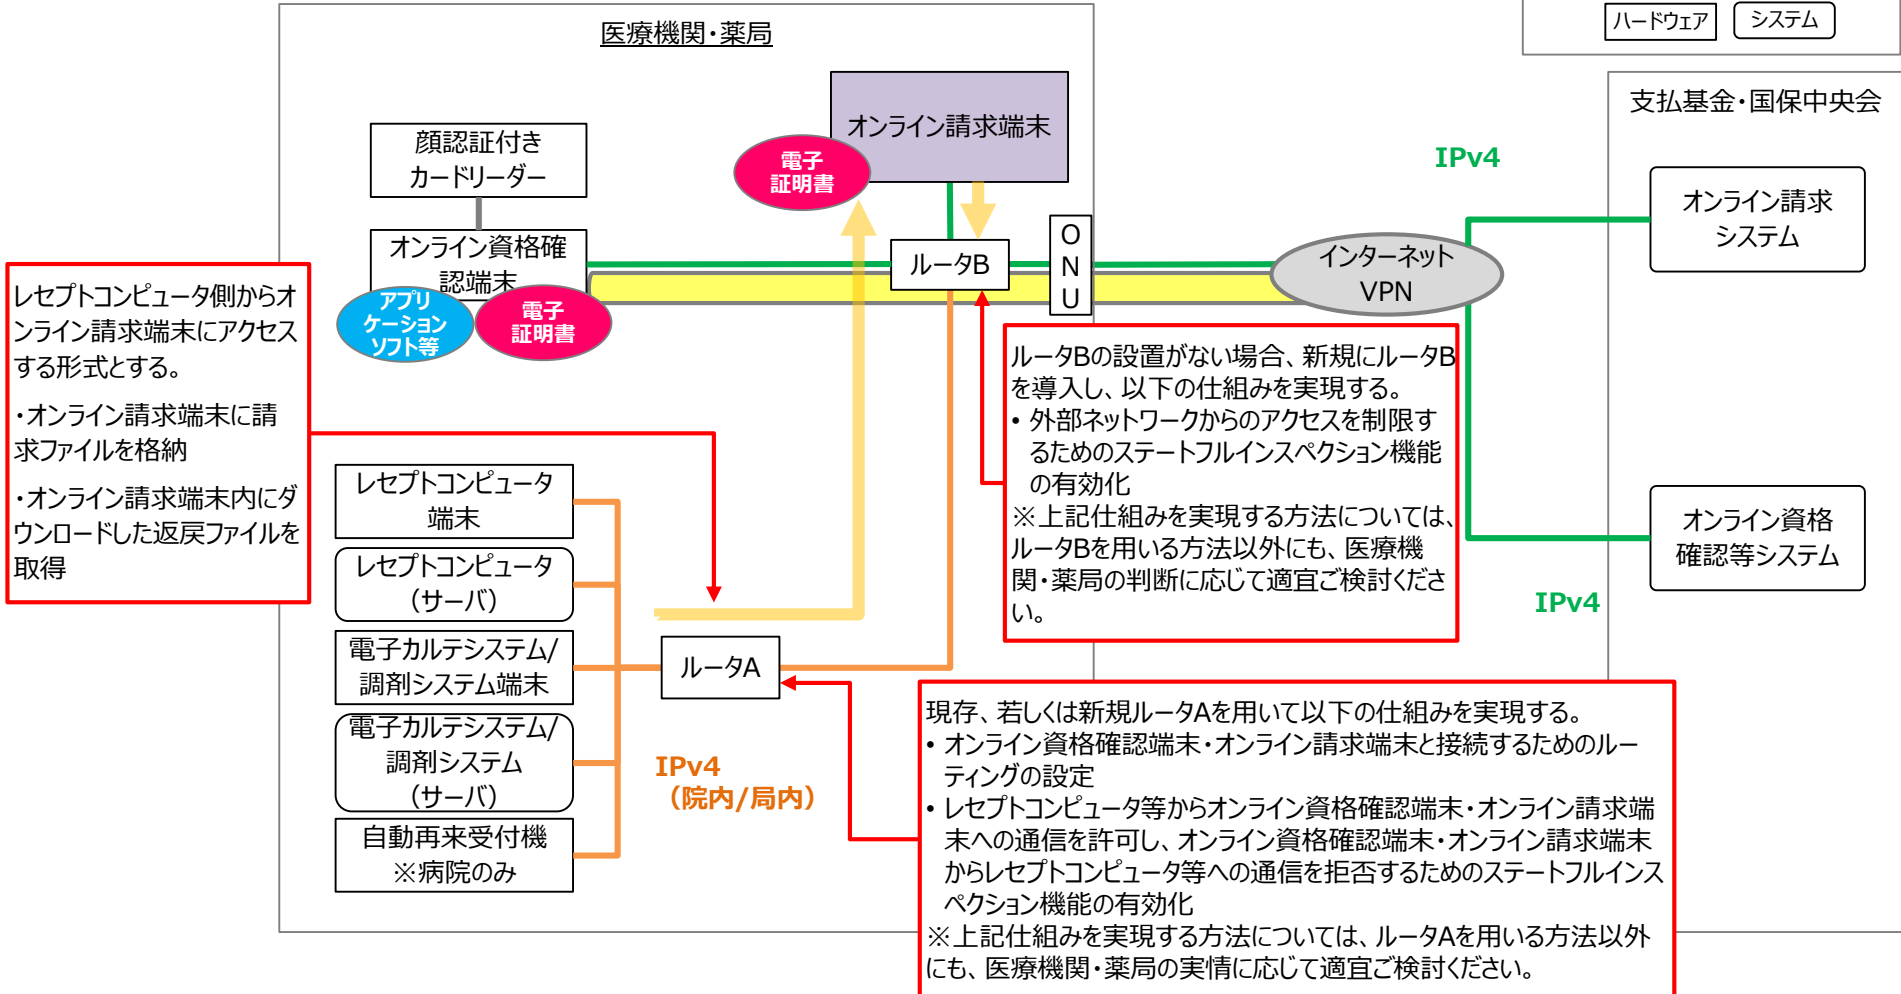 ハードウェア
システム
医療機関・薬局
支払基金・国保中央会
オンライン請求端末
電子
証明書
顔認証付き
カードリーダー
IPv4
オンライン請求
システム
オンライン資格確
認端末
アプリ
ケーション
ソフト等
電子
証明書
ルータB
O
N
U
インターネット
VPN
レセプトコンピュータ側からオ
ンライン請求端末にアクセス
する形式とする。
・オンライン請求端末に請
求ファイルを格納
・オンライン請求端末内にダ
ウンロードした返戻ファイルを
取得
ルータBの設置がない場合、新規にルータB
を導入し、以下の仕組みを実現する。
• 外部ネットワークからのアクセスを制限す
るためのステートフルインスペクション機能
の有効化
※上記仕組みを実現する方法については、
ルータBを用いる方法以外にも、医療機
関・薬局の判断に応じて適宜ご検討くださ
い。
オンライン資格
確認等システム
IPv4
レセプトコンピュータ
端末
レセプトコンピュータ
(サーバ)
電子カルテシステム/
調剤システム端末
電子カルテシステム/
調剤システム
(サーバ)
自動再来受付機
※病院のみ
ルータA
IPv4
(院内/局内)
現存、若しくは新規ルータAを用いて以下の仕組みを実現する。
• オンライン資格確認端末・オンライン請求端末と接続するためのルー
ティングの設定
• レセプトコンピュータ等からオンライン資格確認端末・オンライン請求端
末への通信を許可し、オンライン資格確認端末・オンライン請求端末
からレセプトコンピュータ等への通信を拒否するためのステートフルインス
ペクション機能の有効化
※上記仕組みを実現する方法については、ルータAを用いる方法以外
にも、医療機関・薬局の実情に応じて適宜ご検討ください。